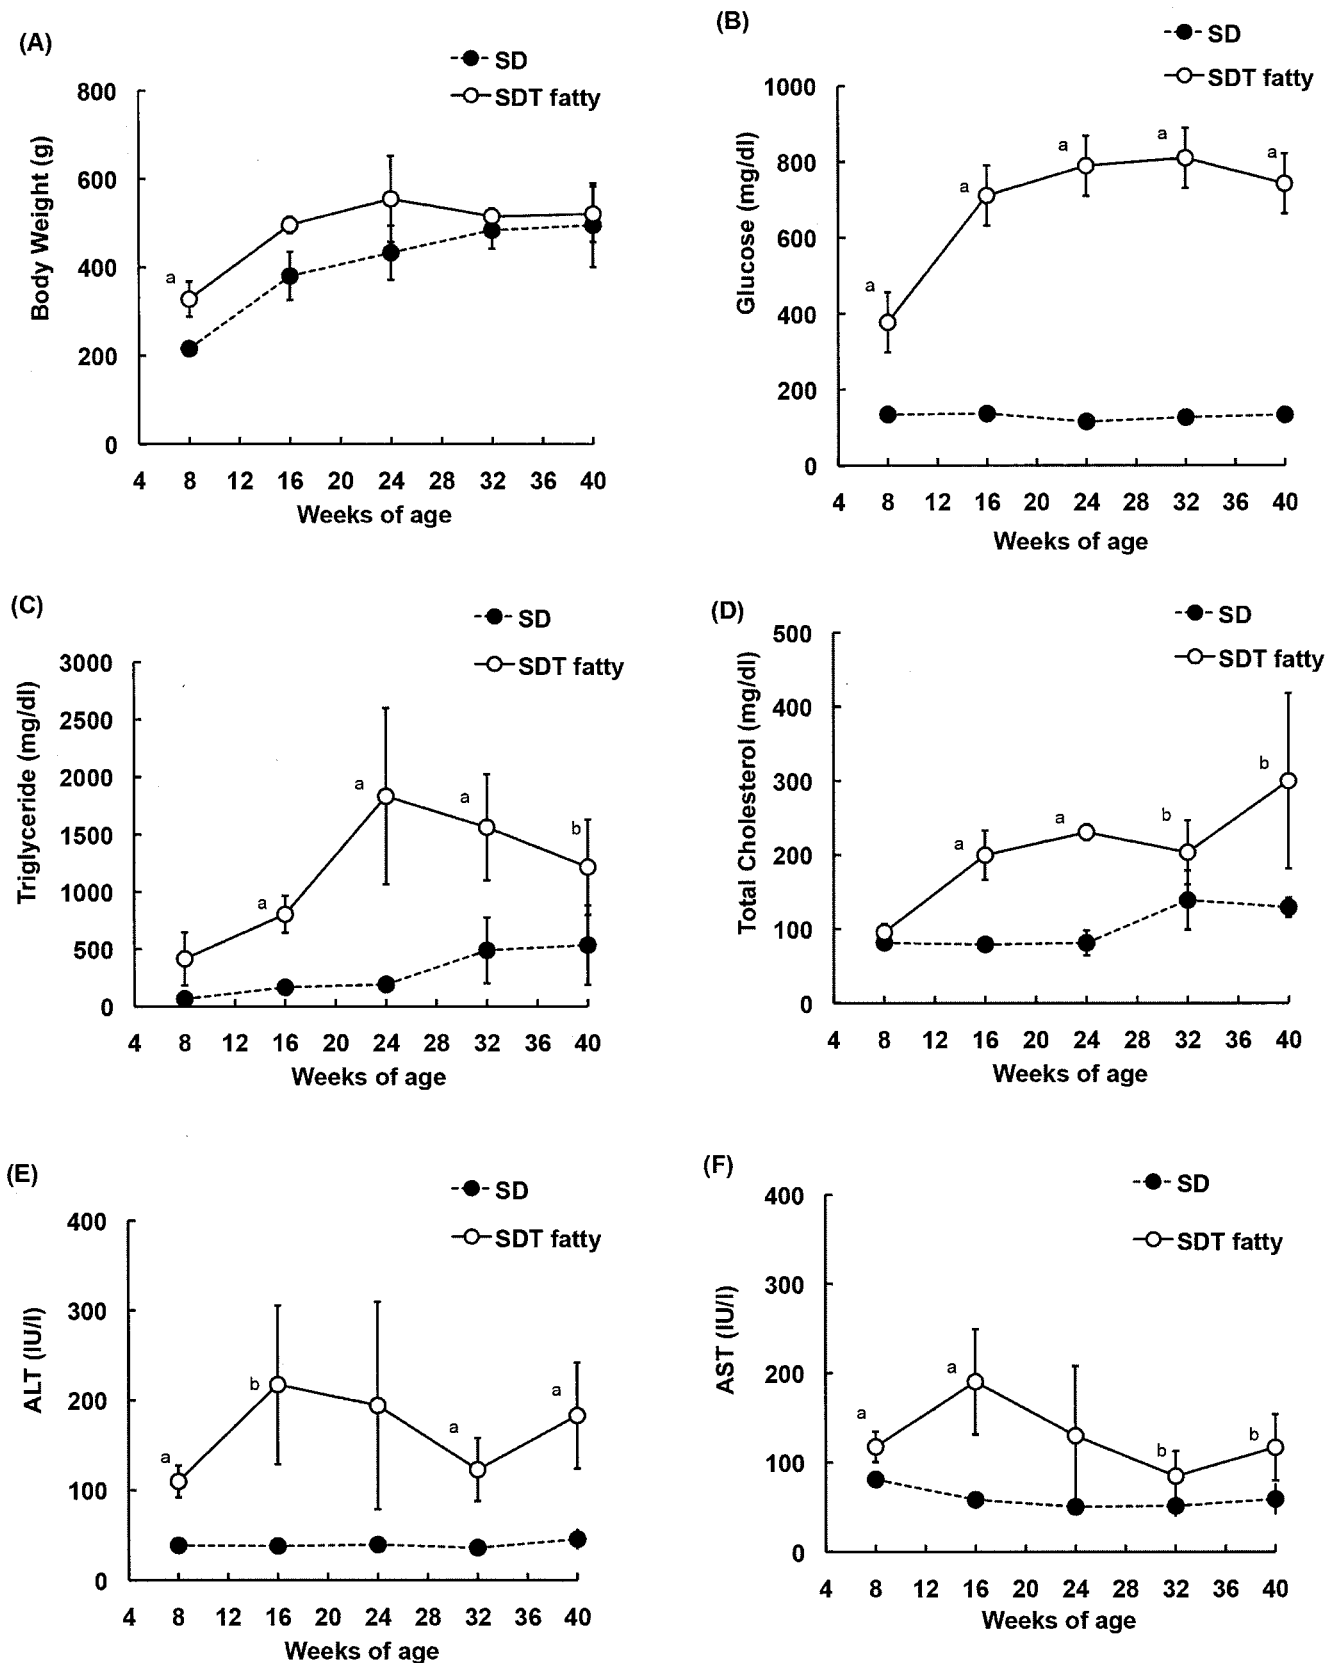 (A)
SD
SDT fatty
Body Weight (g)
800
600
400
200
0
a
4 8 12 16 20 24 28 32 36 40
Weeks of age
(B)
SD
SDT fatty
Glucose (mg/dl)
1000
800
600
400
200
0
a a a a a
4 8 12 16 20 24 28 32 36 40
Weeks of age
(C)
SD
SDT fatty
Triglyceride (mg/dl)
3000
2500
2000
1500
1000
500
0
a a a b
4 8 12 16 20 24 28 32 36 40
Weeks of age
(D)
SD
SDT fatty
Total Cholesterol (mg/dl)
500
400
300
200
100
0
a a b b
4 8 12 16 20 24 28 32 36 40
Weeks of age
(E)
SD
SDT fatty
ALT (IU/l)
400
300
200
100
0
a b a a
4 8 12 16 20 24 28 32 36 40
Weeks of age
(F)
SD
SDT fatty
AST (IU/l)
400
300
200
100
0
a a b b
4 8 12 16 20 24 28 32 36 40
Weeks of age